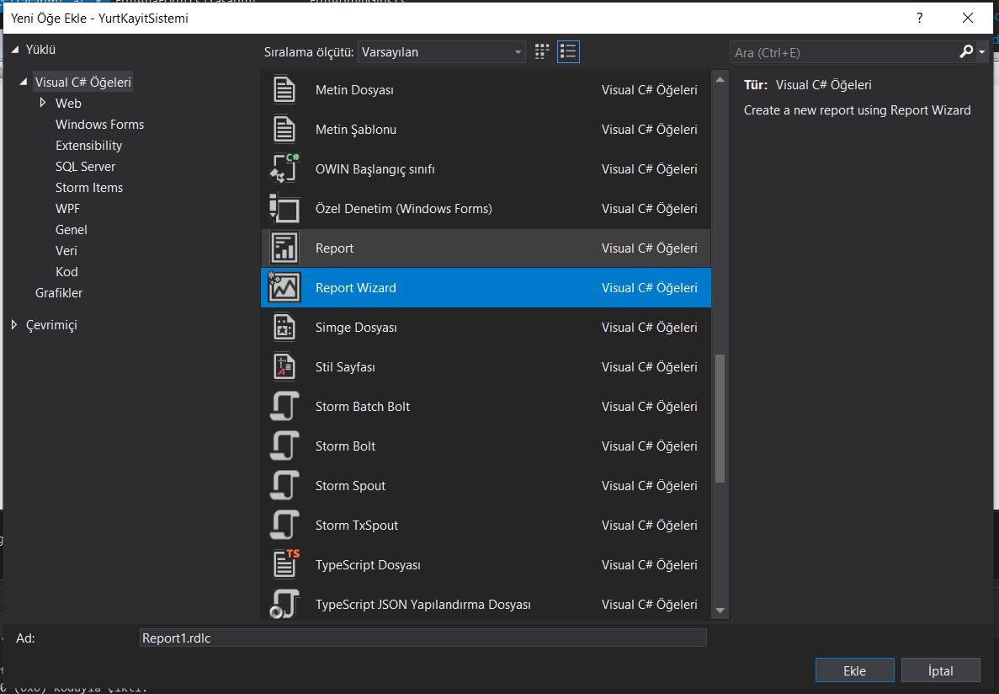 Yeni Öğe Ekle - YurtKayitSistemi
?
Yüklü
Visual C# Öğeleri
Web
Windows Forms
Extensibility
SQL Server
Storm Items
WPF
Genel
Veri
Kod
Grafikler
Çevrimiçi
Sıralama ölçütü: Varsayılan
Metin Dosyası Visual C# Öğeleri
Metin Şablonu Visual C# Öğeleri
C# OWIN Başlangıç sınıfı Visual C# Öğeleri
Özel Denetim (Windows Forms) Visual C# Öğeleri
Report Visual C# Öğeleri
Report Wizard Visual C# Öğeleri
Simge Dosyası Visual C# Öğeleri
Stil Sayfası Visual C# Öğeleri
Storm Batch Bolt Visual C# Öğeleri
Storm Bolt Visual C# Öğeleri
Storm Spout Visual C# Öğeleri
Storm TxSpout Visual C# Öğeleri
TS TypeScript Dosyası Visual C# Öğeleri
TypeScript JSON Yapılandırma Dosyası Visual C# Öğeleri
Ara (Ctrl+E)
Tür: Visual C# Öğeleri
Create a new report using Report Wizard
Ad: Report1.rdlc
Ekle İptal